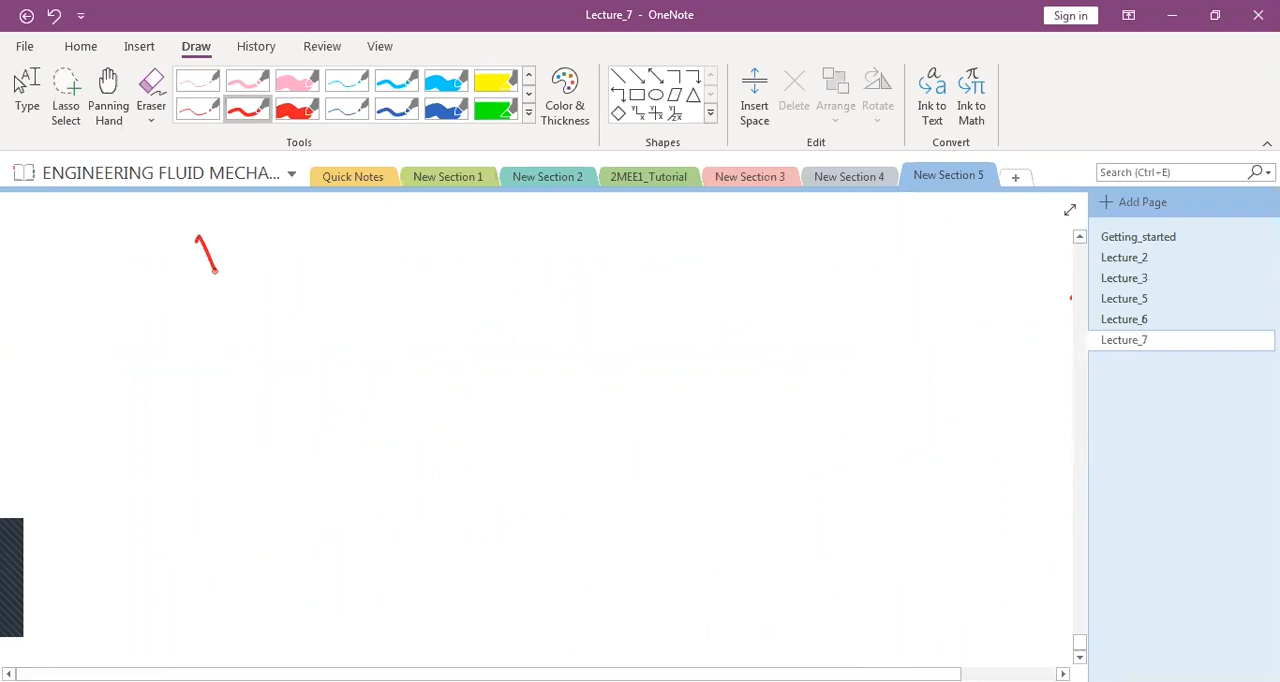 Lecture_7 - OneNote
Sign in
File Home Insert Draw History Review View
Type
Lasso Select
Panning Hand
Eraser
Color & Thickness
Insert Space
Delete
Arrange
Rotate
Ink to Text
Ink to Math
Tools
Shapes
Edit
Convert
ENGINEERING FLUID MECHA...
Quick Notes
New Section 1
New Section 2
2MEE1_Tutorial
New Section 3
New Section 4
New Section 5
Search (Ctrl+E)
Add Page
Getting_started
Lecture_2
Lecture_3
Lecture_5
Lecture_6
Lecture_7